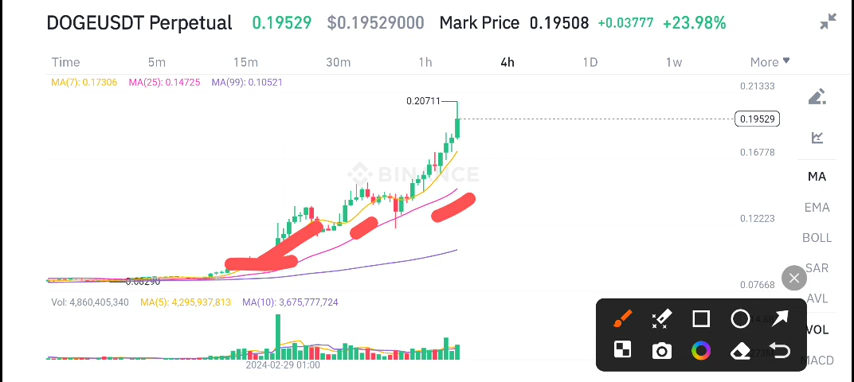 DOGEUSDT Perpetual 0.19529 $0.19529000 Mark Price 0.19508 +0.03777 +23.98%
Time 5m 15m 30m 1h 4h 1D 1w More
MA(7): 0.17306 MA(25): 0.14725 MA(99): 0.10521
0.21333
0.20711
0.19529
0.16778
BINANCE
MA
EMA
0.12223
BOLL
SAR
0.07668
AVL
Vol: 4,860,405,340 MA(5): 4,295,937,813 MA(10): 3,675,777,724
VOL
MACD
2024-02-29 01:00